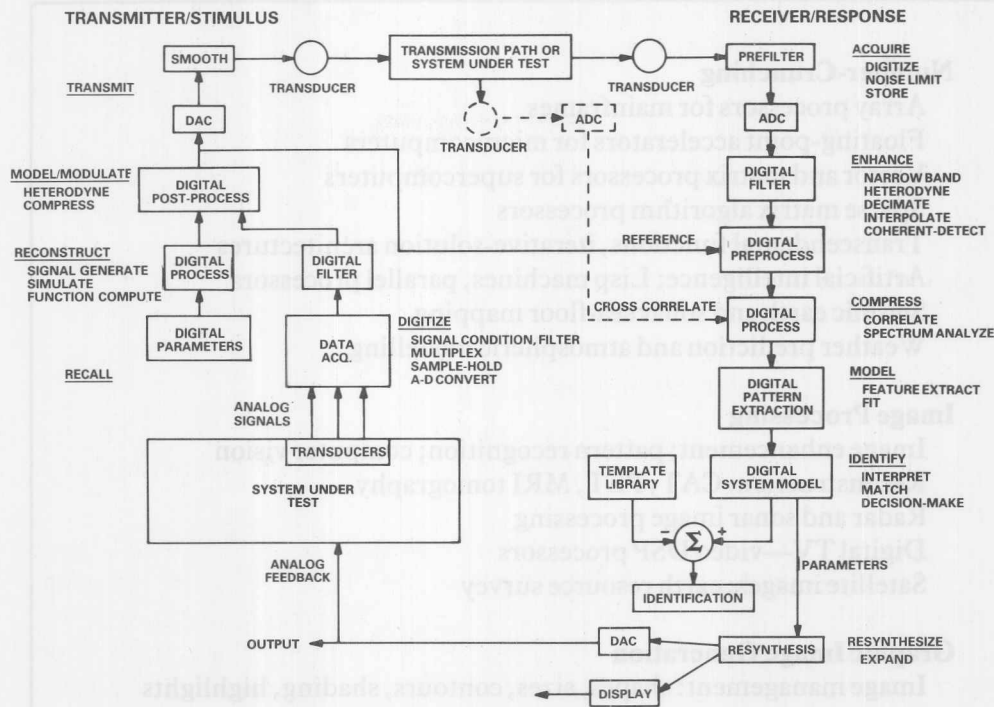 TRANSMITTER/STIMULUS
RECEIVER/RESPONSE
SMOOTH
TRANSDUCER
TRANSMISSION PATH OR
SYSTEM UNDER TEST
TRANSDUCER
PREFILTER
ACQUIRE
DIGITIZE
NOISE LIMIT
STORE
TRANSMIT
DAC
TRANSDUCER
ADC
ADC
MODEL/MODULATE
HETERODYNE
COMPRESS
DIGITAL
POST-PROCESS
DIGITAL
FILTER
ENHANCE
NARROW BAND
HETERODYNE
DECIMATE
INTERPOLATE
COHERENT-DETECT
RECONSTRUCT
SIGNAL GENERATE
SIMULATE
FUNCTION COMPUTE
DIGITAL
PROCESS
DIGITAL
FILTER
REFERENCE
DIGITAL
PREPROCESS
CROSS CORRELATE
DIGITAL
PROCESS
COMPRESS
CORRELATE
SPECTRUM ANALYZE
RECALL
DIGITAL
PARAMETERS
DATA
ACQ.
DIGITIZE
SIGNAL CONDITION, FILTER
MULTIPLEX
SAMPLE-HOLD
A-D CONVERT
DIGITAL
PATTERN
EXTRACTION
MODEL
FEATURE EXTRACT
FIT
ANALOG
SIGNALS
TRANSDUCERS
SYSTEM UNDER
TEST
TEMPLATE
LIBRARY
DIGITAL
SYSTEM MODEL
IDENTIFY
INTERPRET
MATCH
DECISION-MAKE
− Σ +
PARAMETERS
IDENTIFICATION
ANALOG
FEEDBACK
OUTPUT
DAC
RESYNTHESIS
RESYNTHESIZE
EXPAND
DISPLAY